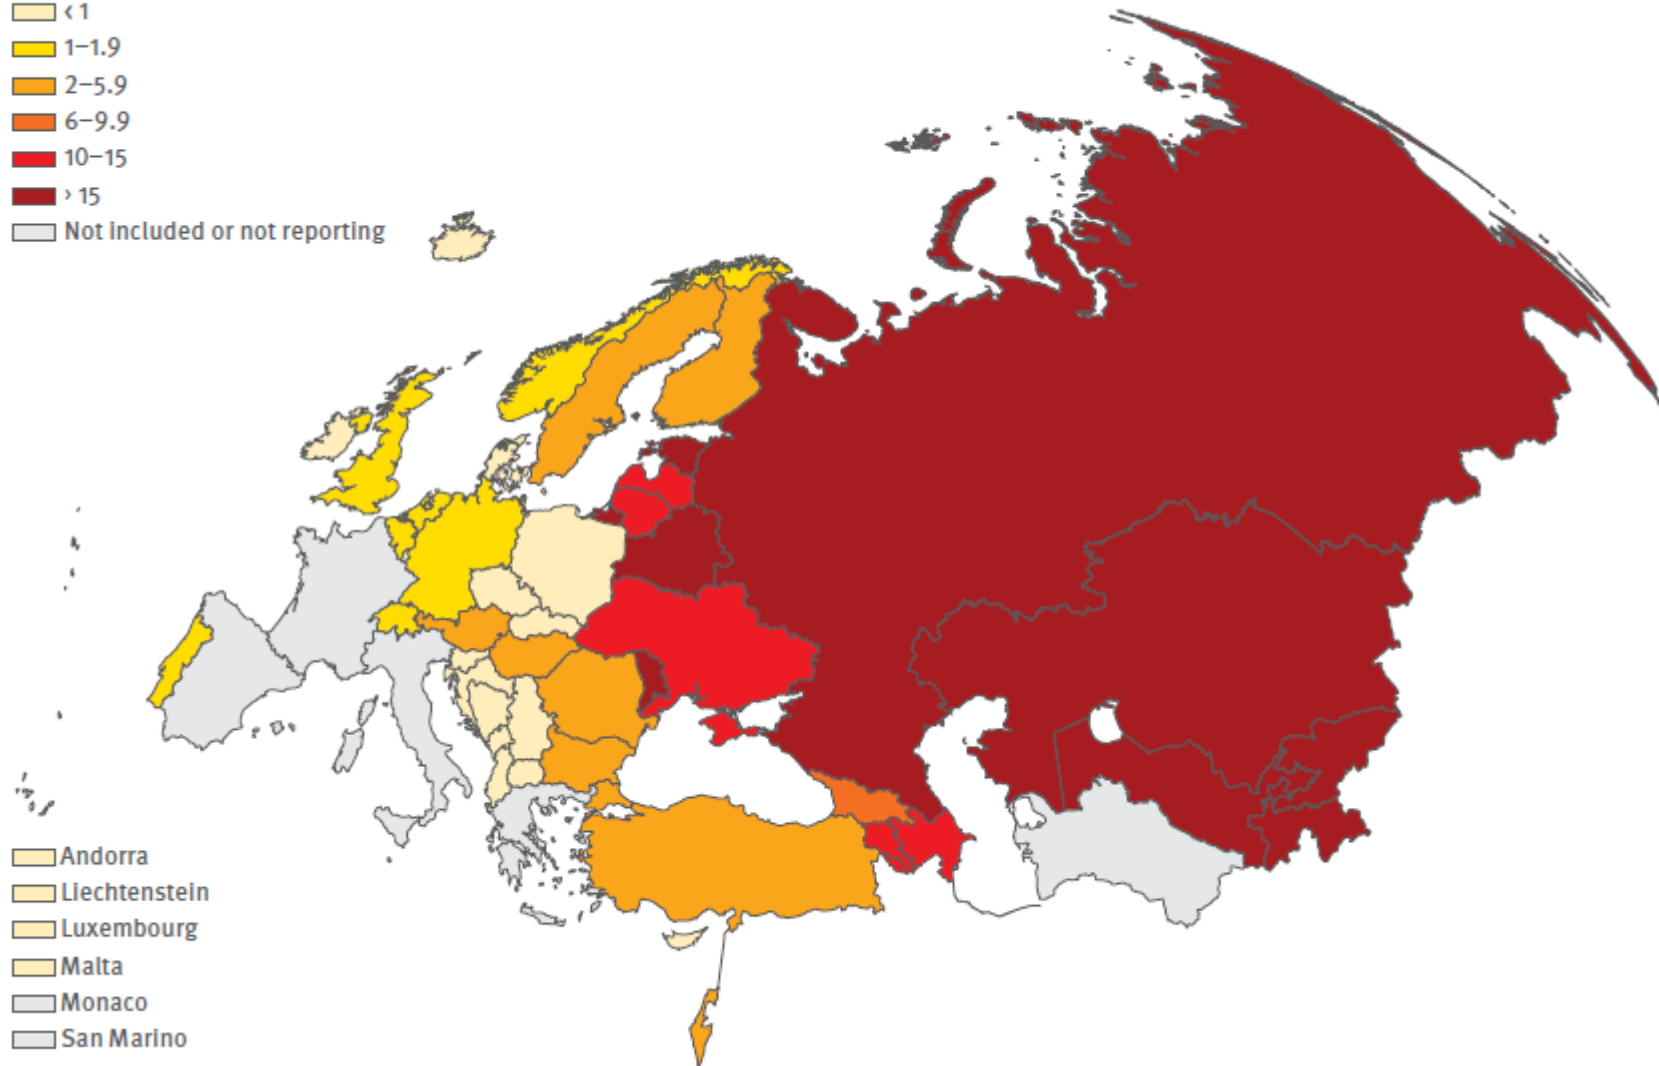 < 1
1–1.9
2–5.9
6–9.9
10–15
> 15
Not included or not reporting
Andorra
Liechtenstein
Luxembourg
Malta
Monaco
San Marino